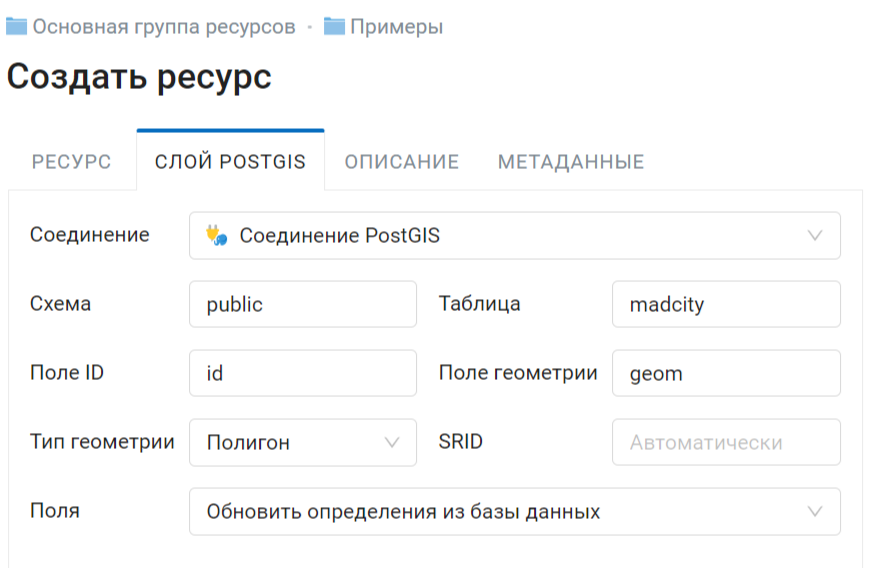 Основная группа ресурсов · Примеры
Создать ресурс
РЕСУРС СЛОЙ POSTGIS ОПИСАНИЕ МЕТАДАННЫЕ
Соединение Соединение PostGIS
Схема public Таблица madcity
Поле ID id Поле геометрии geom
Тип геометрии Полигон SRID Автоматически
Поля Обновить определения из базы данных